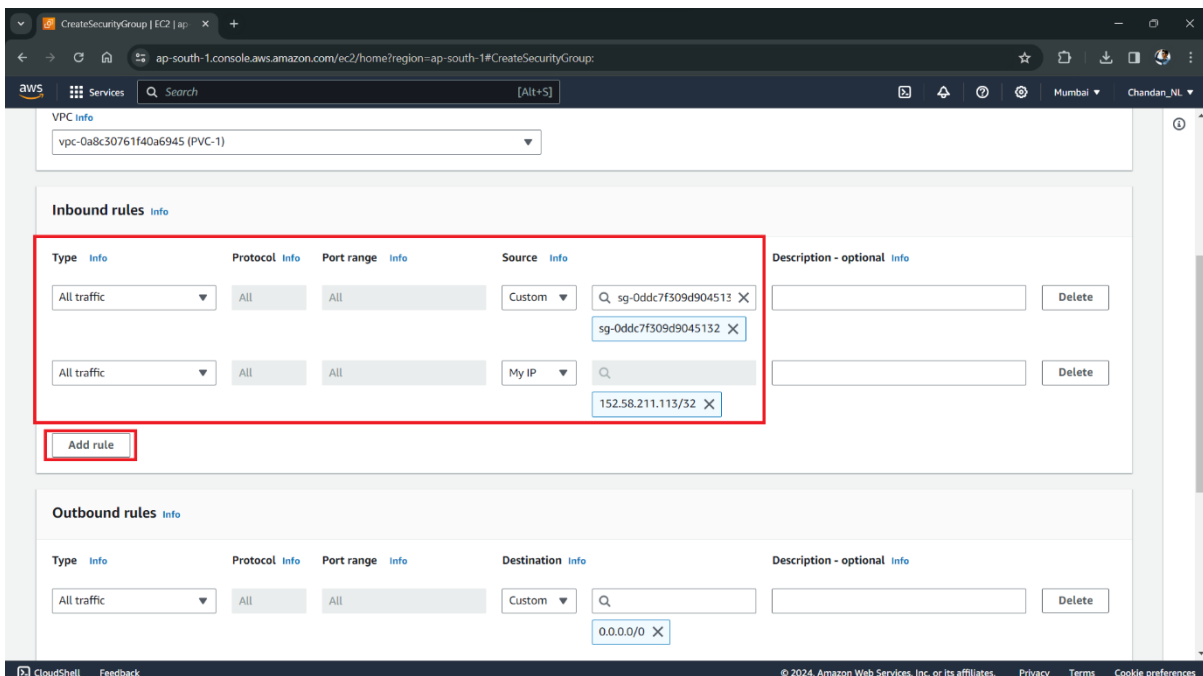 CreateSecurityGroup | EC2 | ap
ap-south-1.console.aws.amazon.com/ec2/home?region=ap-south-1#CreateSecurityGroup:
aws Services Search [Alt+S] Mumbai Chandan_NL
VPC Info
vpc-0a8c30761f40a6945 (PVC-1)
Inbound rules Info
Type Info Protocol Info Port range Info Source Info Description - optional Info
All traffic All All Custom sg-0ddc7f309d904513 Delete
sg-0ddc7f309d9045132
All traffic All All My IP Delete
152.58.211.113/32
Add rule
Outbound rules Info
Type Info Protocol Info Port range Info Destination Info Description - optional Info
All traffic All All Custom Delete
0.0.0.0/0
CloudShell Feedback © 2024, Amazon Web Services, Inc. or its affiliates. Privacy Terms Cookie preferences